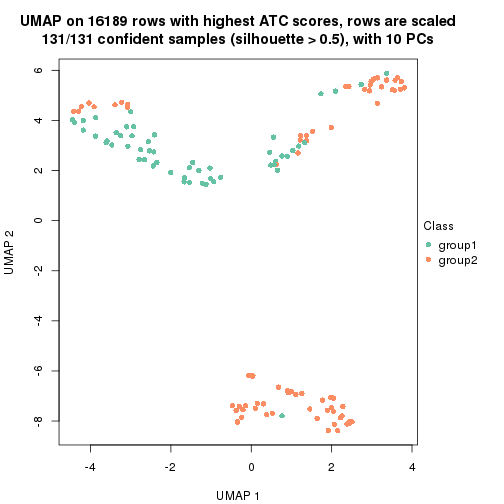 UMAP on 16189 rows with highest ATC scores, rows are scaled
131/131 confident samples (silhouette > 0.5), with 10 PCs
6
4
2
0
-2
-4
-6
-8
UMAP 2
Class
group1
group2
-4
-2
0
2
4
UMAP 1